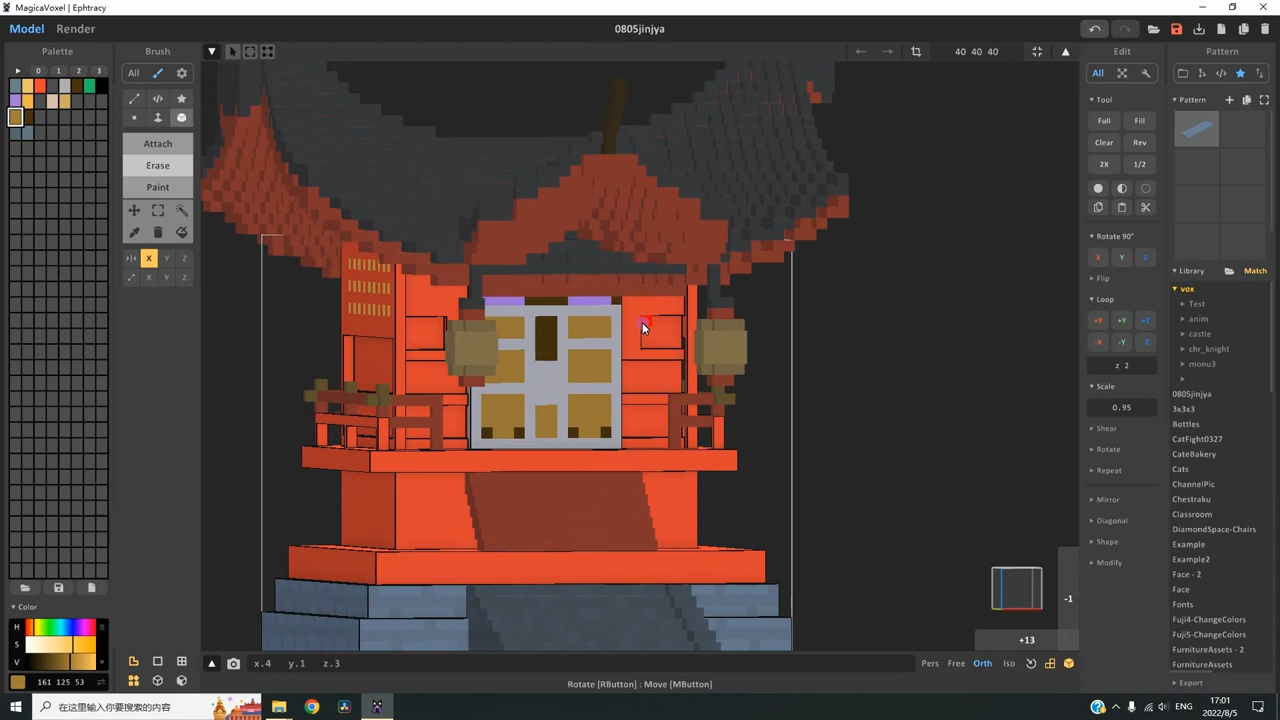 MagicaVoxel | Ephtracy
Model Render
0805jinjya
Palette
Brush
40 40 40
Edit
Pattern
0 1 2 3
All
All
Attach
Erase
Paint
X Y Z
X Y Z
Tool
Full Fill
Clear Rev
2X 1/2
Rotate 90°
X Y Z
Flip
Loop
+X +Y +Z
-X -Y -Z
z 2
Scale
0.95
Shear
Rotate
Repeat
Mirror
Diagonal
Shape
Modify
Pattern
Library Match
vox
Test
anim
castle
chr_knight
monu3
0805jinjya
3x3x3
Bottles
CatFight0327
CateBakery
Cats
ChannelPic
Chestraku
Classroom
DiamondSpace-Chairs
Example
Example2
Face - 2
Face
Fonts
Fuji4-ChangeColors
Fuji5-ChangeColors
FurnitureAssets - 2
FurnitureAssets
Export
-1
+13
Color
H
S
V
161 125 53
x.4 y.1 z.3
Pers Free Orth Iso
Rotate [RButton] : Move [MButton]
在这里输入你要搜索的内容
ENG
17:01
2022/8/5